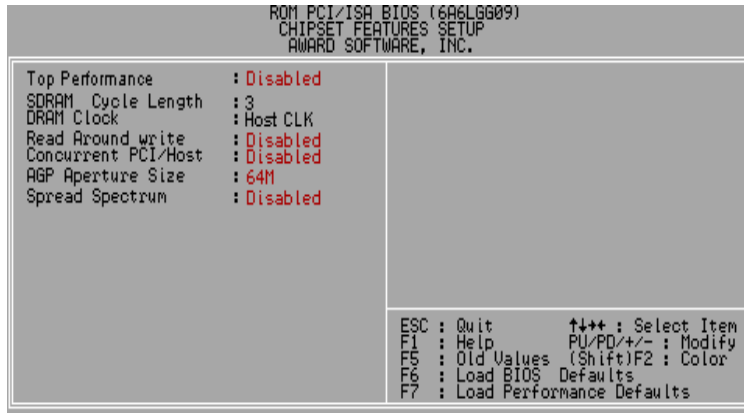 ROM PCI/ISA BIOS (6A6LGG09)
CHIPSET FEATURES SETUP
AWARD SOFTWARE, INC.
Top Performance : Disabled
SDRAM Cycle Length : 3
DRAM Clock : Host CLK
Read Around write : Disabled
Concurrent PCI/Host : Disabled
AGP Aperture Size : 64M
Spread Spectrum : Disabled
ESC : Quit ↑↓→← : Select Item
F1 : Help PU/PD/+/- : Modify
F5 : Old Values (Shift)F2 : Color
F6 : Load BIOS Defaults
F7 : Load Performance Defaults